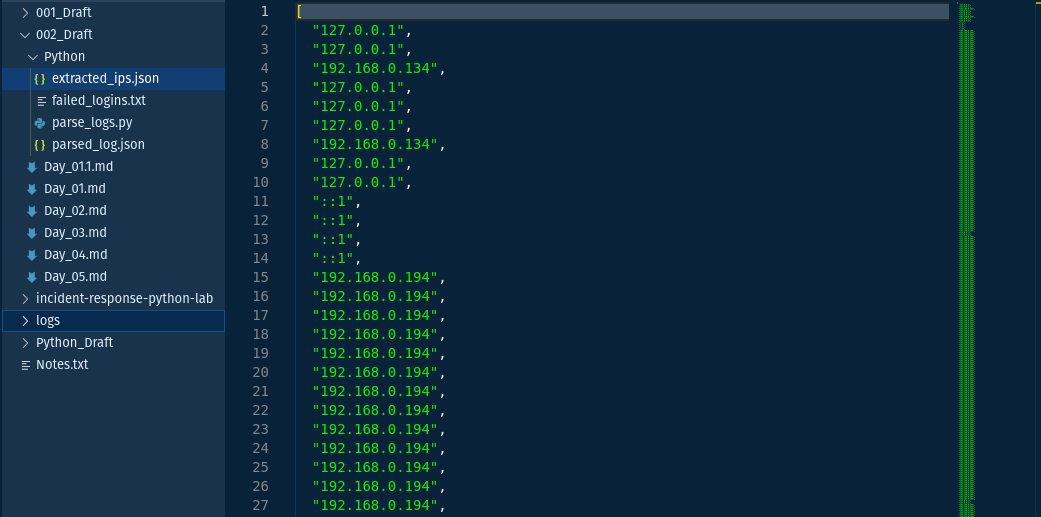 001_Draft
002_Draft
Python
extracted_ips.json
failed_logins.txt
parse_logs.py
parsed_log.json
Day_01.1.md
Day_01.md
Day_02.md
Day_03.md
Day_04.md
Day_05.md
incident-response-python-lab
logs
Python_Draft
Notes.txt
1 [
2 "127.0.0.1",
3 "127.0.0.1",
4 "192.168.0.134",
5 "127.0.0.1",
6 "127.0.0.1",
7 "127.0.0.1",
8 "192.168.0.134",
9 "127.0.0.1",
10 "127.0.0.1",
11 "::1",
12 "::1",
13 "::1",
14 "::1",
15 "192.168.0.194",
16 "192.168.0.194",
17 "192.168.0.194",
18 "192.168.0.194",
19 "192.168.0.194",
20 "192.168.0.194",
21 "192.168.0.194",
22 "192.168.0.194",
23 "192.168.0.194",
24 "192.168.0.194",
25 "192.168.0.194",
26 "192.168.0.194",
27 "192.168.0.194",